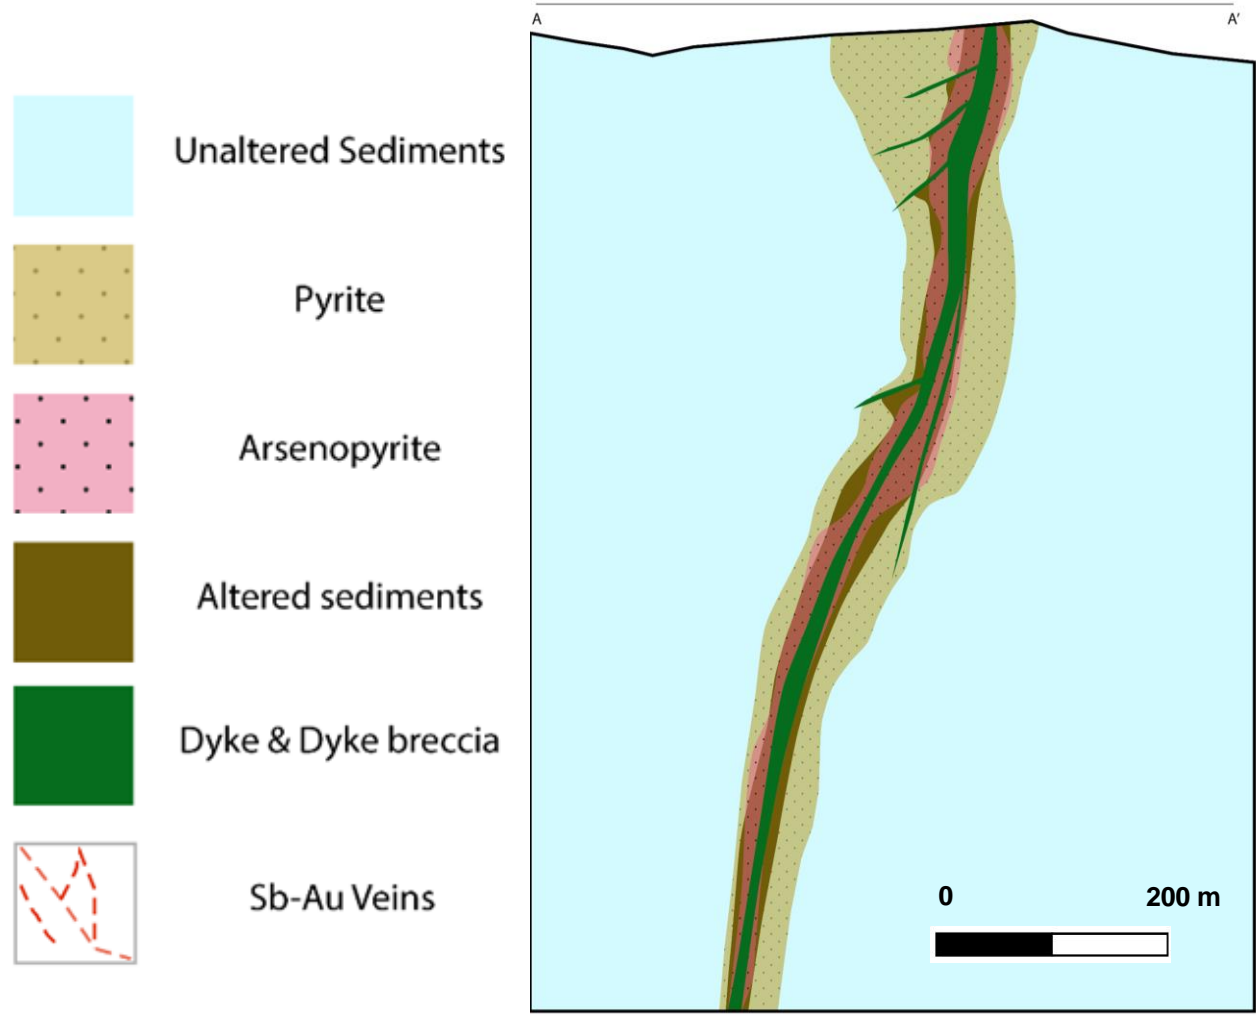 A A'
Unaltered Sediments
Pyrite
Arsenopyrite
Altered sediments
Dyke & Dyke breccia
Sb-Au Veins
0 200 m